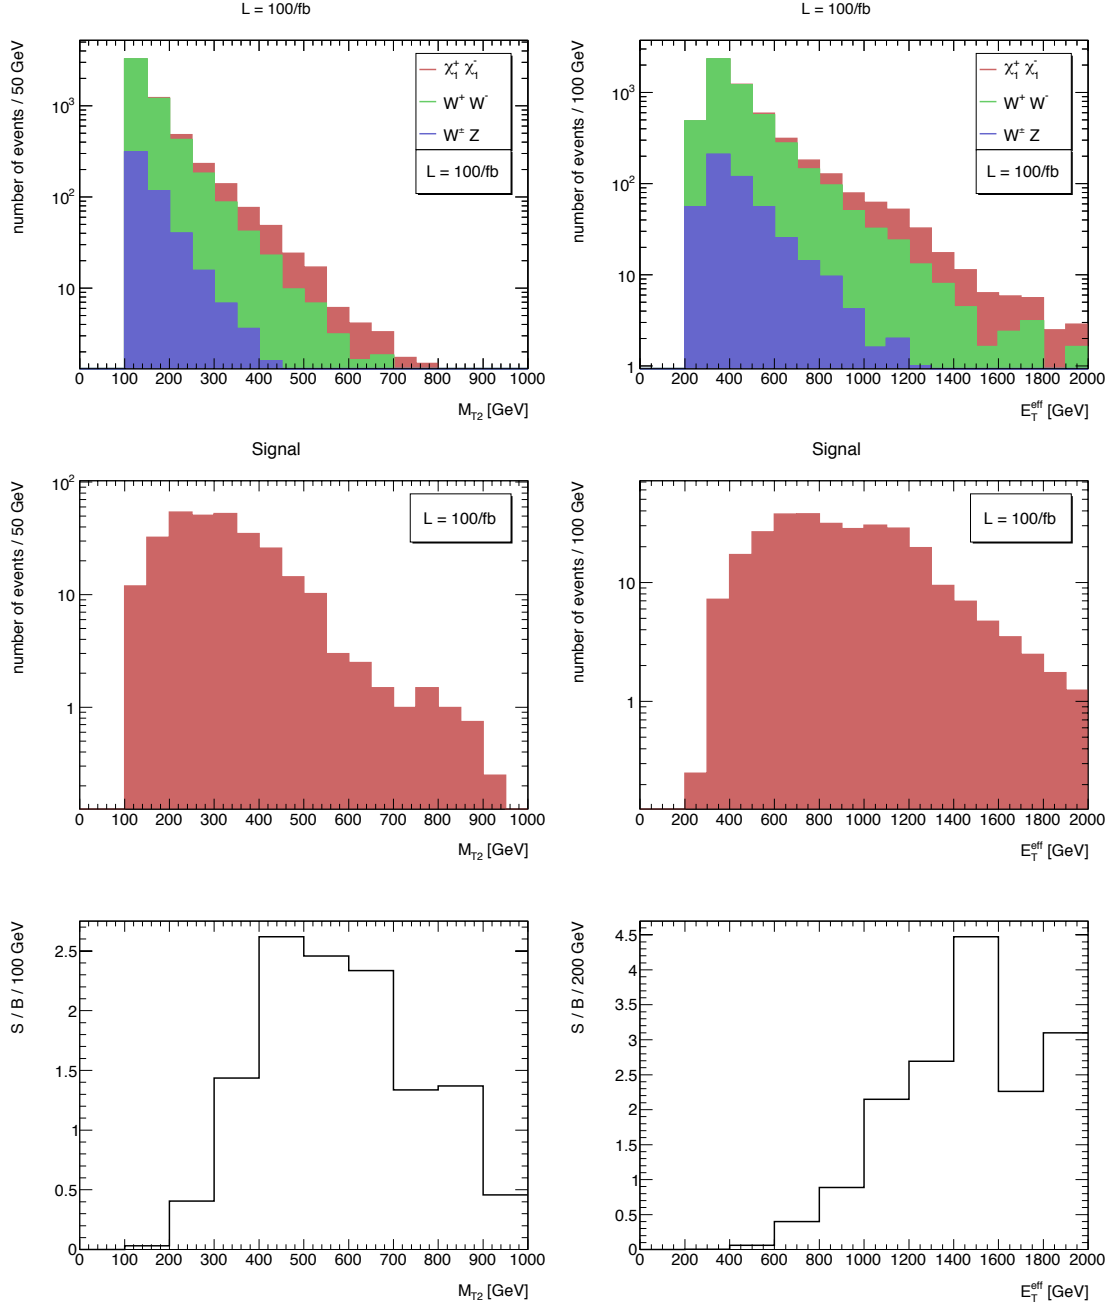 L = 100/fb
number of events / 50 GeV
10³
10²
10
χ₁⁺ χ₁⁻
W⁺ W⁻
W± Z
L = 100/fb
0 100 200 300 400 500 600 700 800 900 1000
M_T2 [GeV]
L = 100/fb
number of events / 100 GeV
10³
10²
10
1
χ₁⁺ χ₁⁻
W⁺ W⁻
W± Z
L = 100/fb
0 200 400 600 800 1000 1200 1400 1600 1800 2000
E_T^eff [GeV]
Signal
number of events / 50 GeV
10²
10
1
L = 100/fb
0 100 200 300 400 500 600 700 800 900 1000
M_T2 [GeV]
Signal
number of events / 100 GeV
10
1
L = 100/fb
0 200 400 600 800 1000 1200 1400 1600 1800 2000
E_T^eff [GeV]
S / B / 100 GeV
2.5
2
1.5
1
0.5
0
0 100 200 300 400 500 600 700 800 900 1000
M_T2 [GeV]
S / B / 200 GeV
4.5
4
3.5
3
2.5
2
1.5
1
0.5
0
0 200 400 600 800 1000 1200 1400 1600 1800 2000
E_T^eff [GeV]